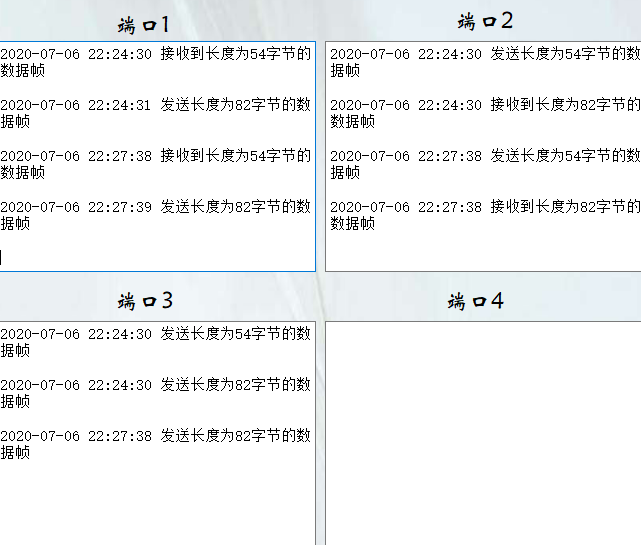 端口1
2020-07-06 22:24:30 接收到长度为54字节的
数据帧
2020-07-06 22:24:31 发送长度为82字节的数
据帧
2020-07-06 22:27:38 接收到长度为54字节的
数据帧
2020-07-06 22:27:39 发送长度为82字节的数
据帧
端口2
2020-07-06 22:24:30 发送长度为54字节的数
据帧
2020-07-06 22:24:30 接收到长度为82字节的
数据帧
2020-07-06 22:27:38 发送长度为54字节的数
据帧
2020-07-06 22:27:38 接收到长度为82字节的
数据帧
端口3
2020-07-06 22:24:30 发送长度为54字节的数
据帧
2020-07-06 22:24:30 发送长度为82字节的数
据帧
2020-07-06 22:27:38 发送长度为82字节的数
据帧
端口4